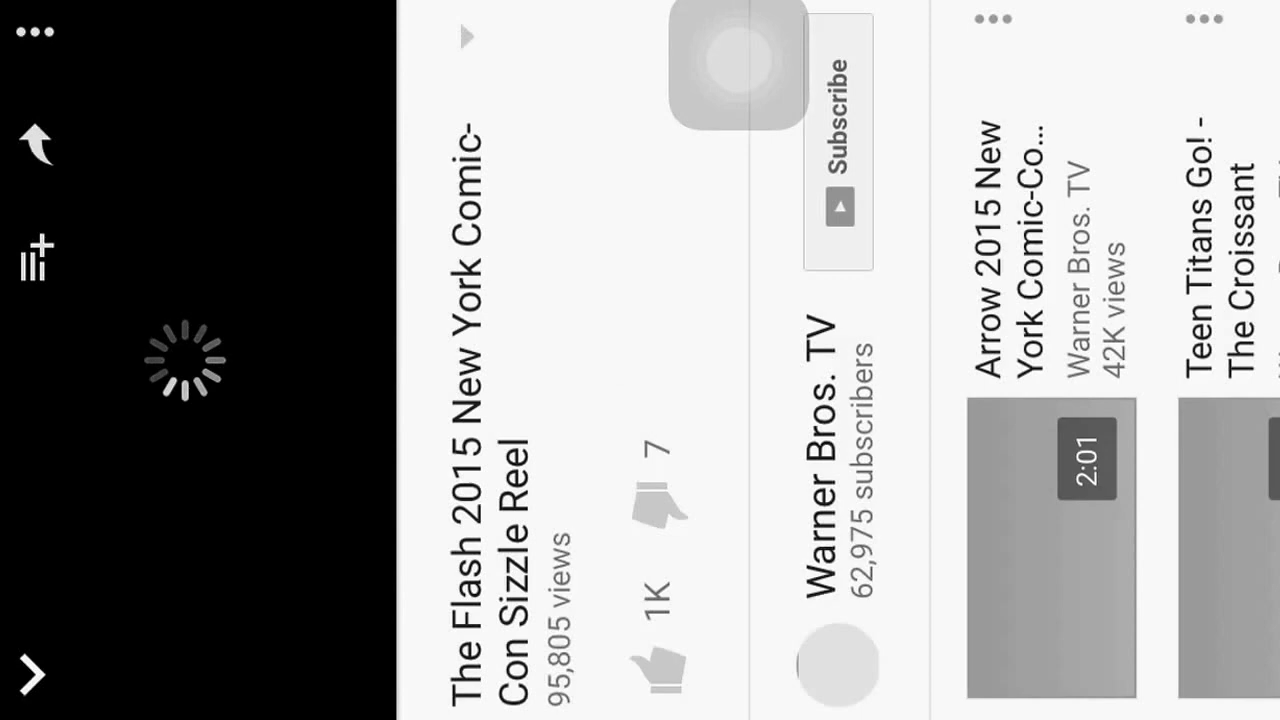 The Flash 2015 New York Comic-
Con Sizzle Reel
95,805 views
1K
7
Warner Bros. TV
62,975 subscribers
Subscribe
2:01
Arrow 2015 New
York Comic-Co...
Warner Bros. TV
42K views
Teen Titans Go! -
The Croissant